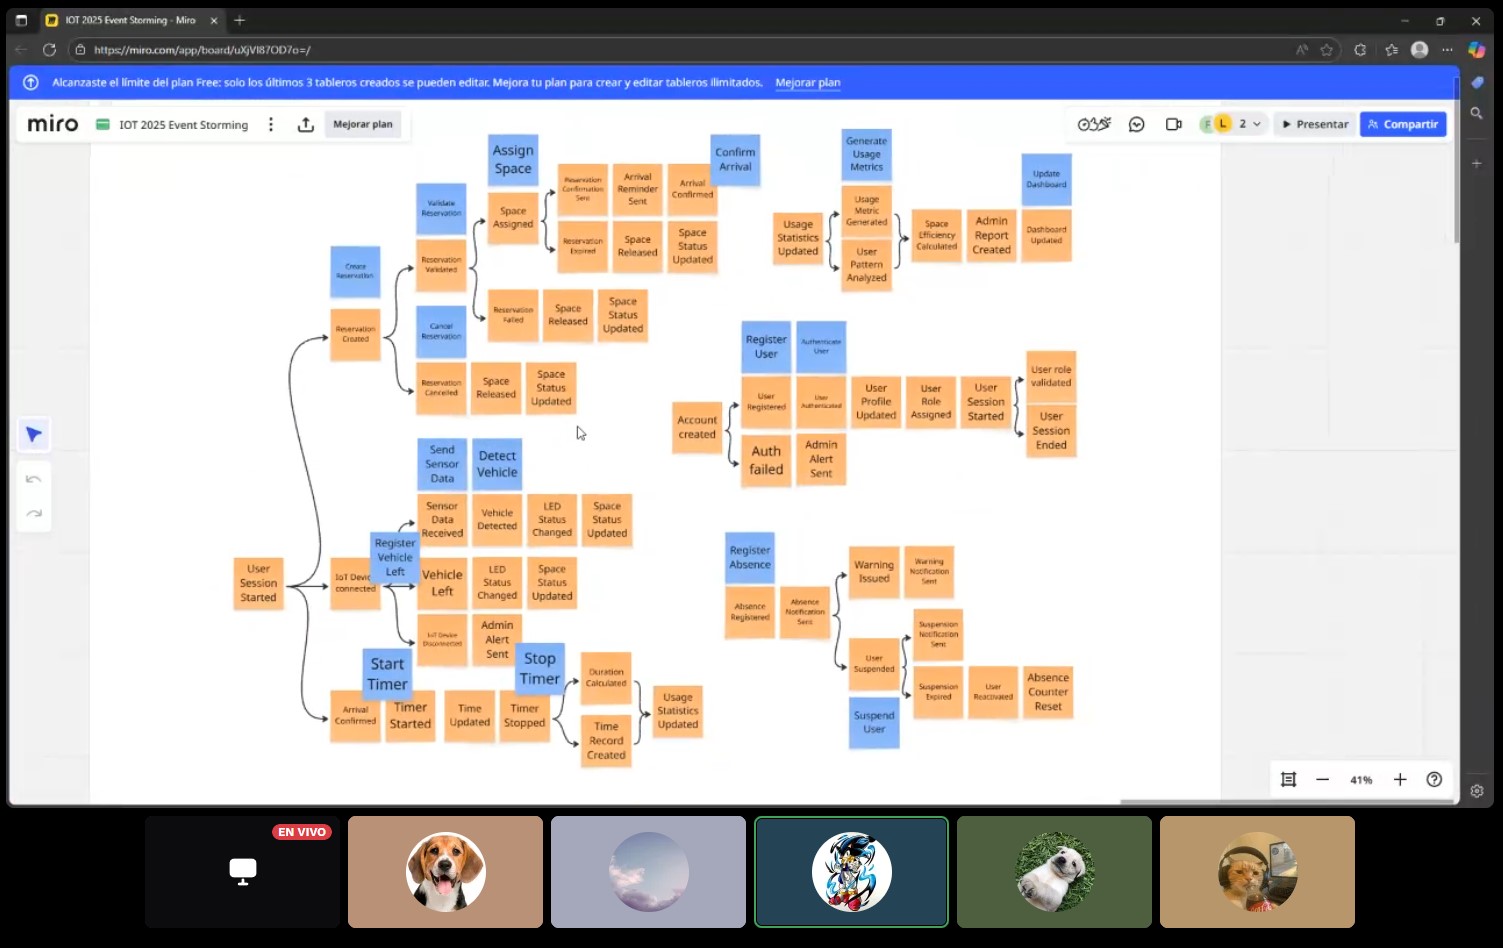 IOT 2025 Event Storming - Miro
https://miro.com/app/board/uXjVI87OD7o=/
Alcanzaste el límite del plan Free: solo los últimos 3 tableros creados se pueden editar. Mejora tu plan para crear y editar tableros ilimitados. Mejorar plan
miro
IOT 2025 Event Storming
Mejorar plan
F
L
2
Presentar
Compartir
Assign
Space
Confirm
Arrival
Generate
Usage
Metrics
Update
Dashboard
Validate
Reservation
Reservation
Confirmation
Sent
Arrival
Reminder
Sent
Arrival
Confirmed
Space
Assigned
Usage
Metric
Generated
Usage
Statistics
Updated
Space
Efficiency
Calculated
Admin
Report
Created
Dashboard
Updated
Create
Reservation
Reservation
Validated
Reservation
Expired
Space
Released
Space
Status
Updated
User
Pattern
Analyzed
Reservation
Created
Cancel
Reservation
Reservation
Failed
Space
Released
Space
Status
Updated
Register
User
Authenticate
User
Reservation
Cancelled
Space
Released
Space
Status
Updated
Account
created
User
Registered
User
Authenticated
User
Profile
Updated
User
Role
Assigned
User
Session
Started
User role
validated
User
Session
Ended
Auth
failed
Admin
Alert
Sent
Send
Sensor
Data
Detect
Vehicle
Sensor
Data
Received
Vehicle
Detected
LED
Status
Changed
Space
Status
Updated
User
Session
Started
IoT Device
connected
Register
Vehicle
Left
Vehicle
Left
LED
Status
Changed
Space
Status
Updated
IoT Device
Disconnected
Admin
Alert
Sent
Register
Absence
Absence
Registered
Absence
Notification
Sent
Warning
Issued
Warning
Notification
Sent
Suspension
Notification
Sent
User
Suspended
Suspension
Expired
User
Reactivated
Absence
Counter
Reset
Suspend
User
Start
Timer
Stop
Timer
Arrival
Confirmed
Timer
Started
Time
Updated
Timer
Stopped
Duration
Calculated
Time
Record
Created
Usage
Statistics
Updated
41%
EN VIVO